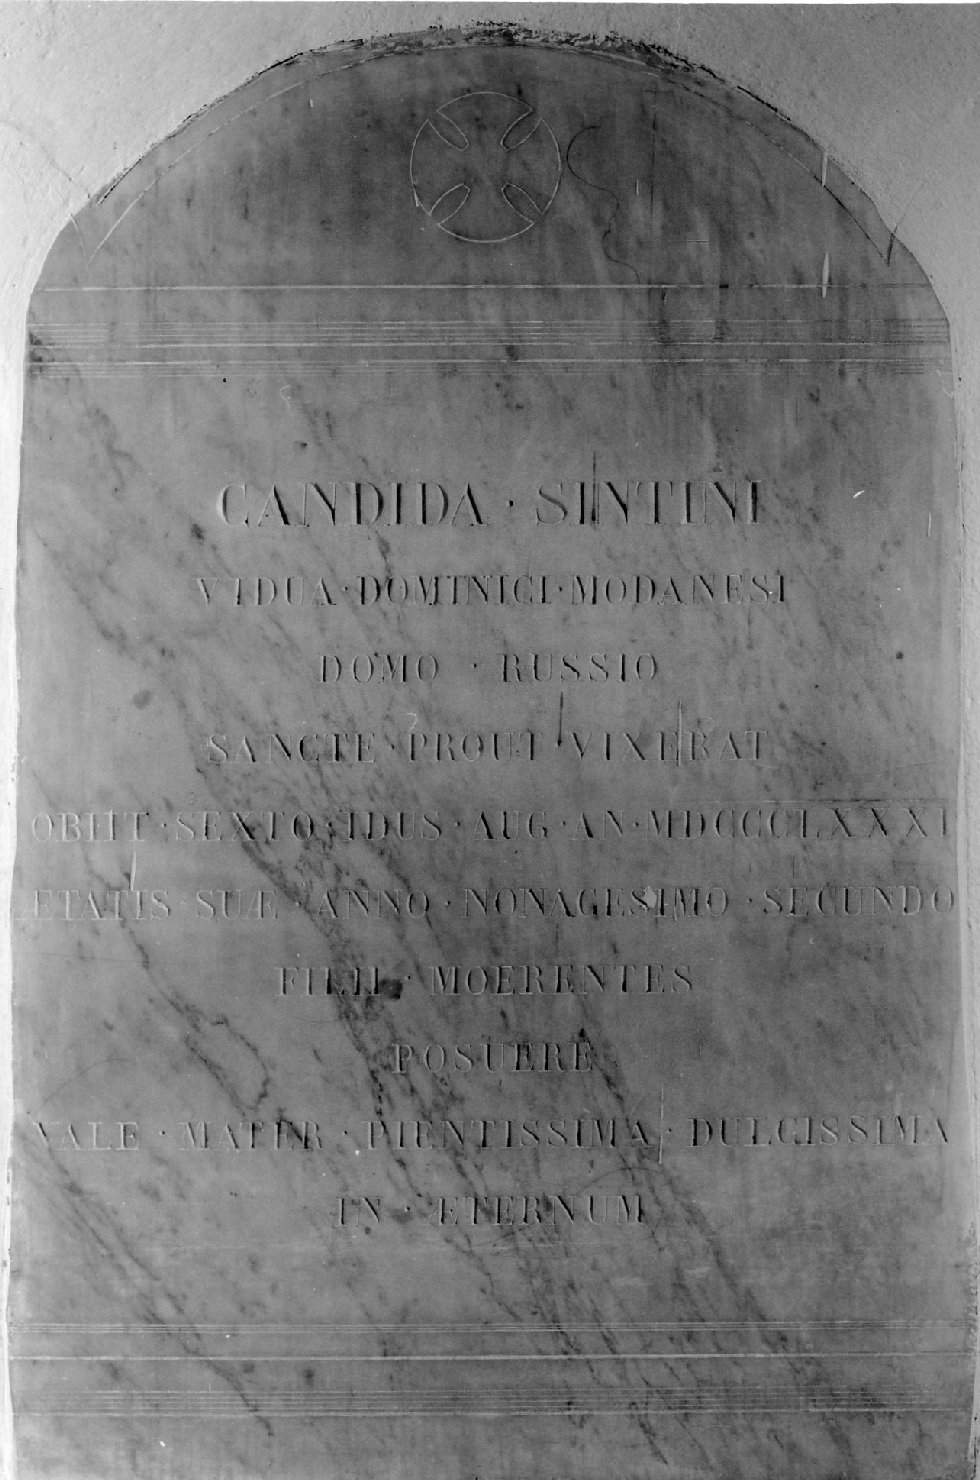 CANDIDA · SINTINI
VIDUA · DOMINICI · MODANESI
DOMO · RUSSIO
SANCTE · PROUT · VIXERAT
OBIIT · SEXTO · IDUS · AUG · AN · MDCCCLXXXI
ÆTATIS · SUÆ · ANNO · NONAGESIMO · SECUNDO
FILII · MOERENTES
POSUERE
VALE · MATER · PIENTISSIMA · DULCISSIMA
IN · ÆTERNUM